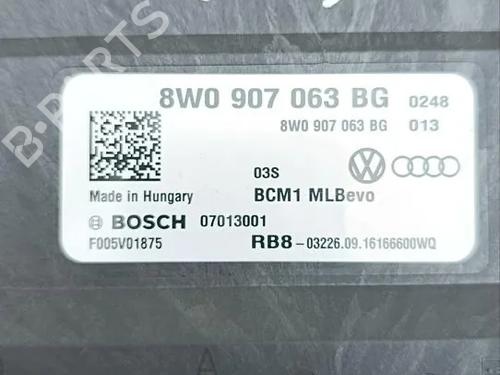 8W0 907 063 BG 0248
8W0 907 063 BG 013
03S
Made in Hungary BCM1 MLBevo
BOSCH 07013001
F005V01875 RB8-03226.09.16166600WQ
B-PARTS